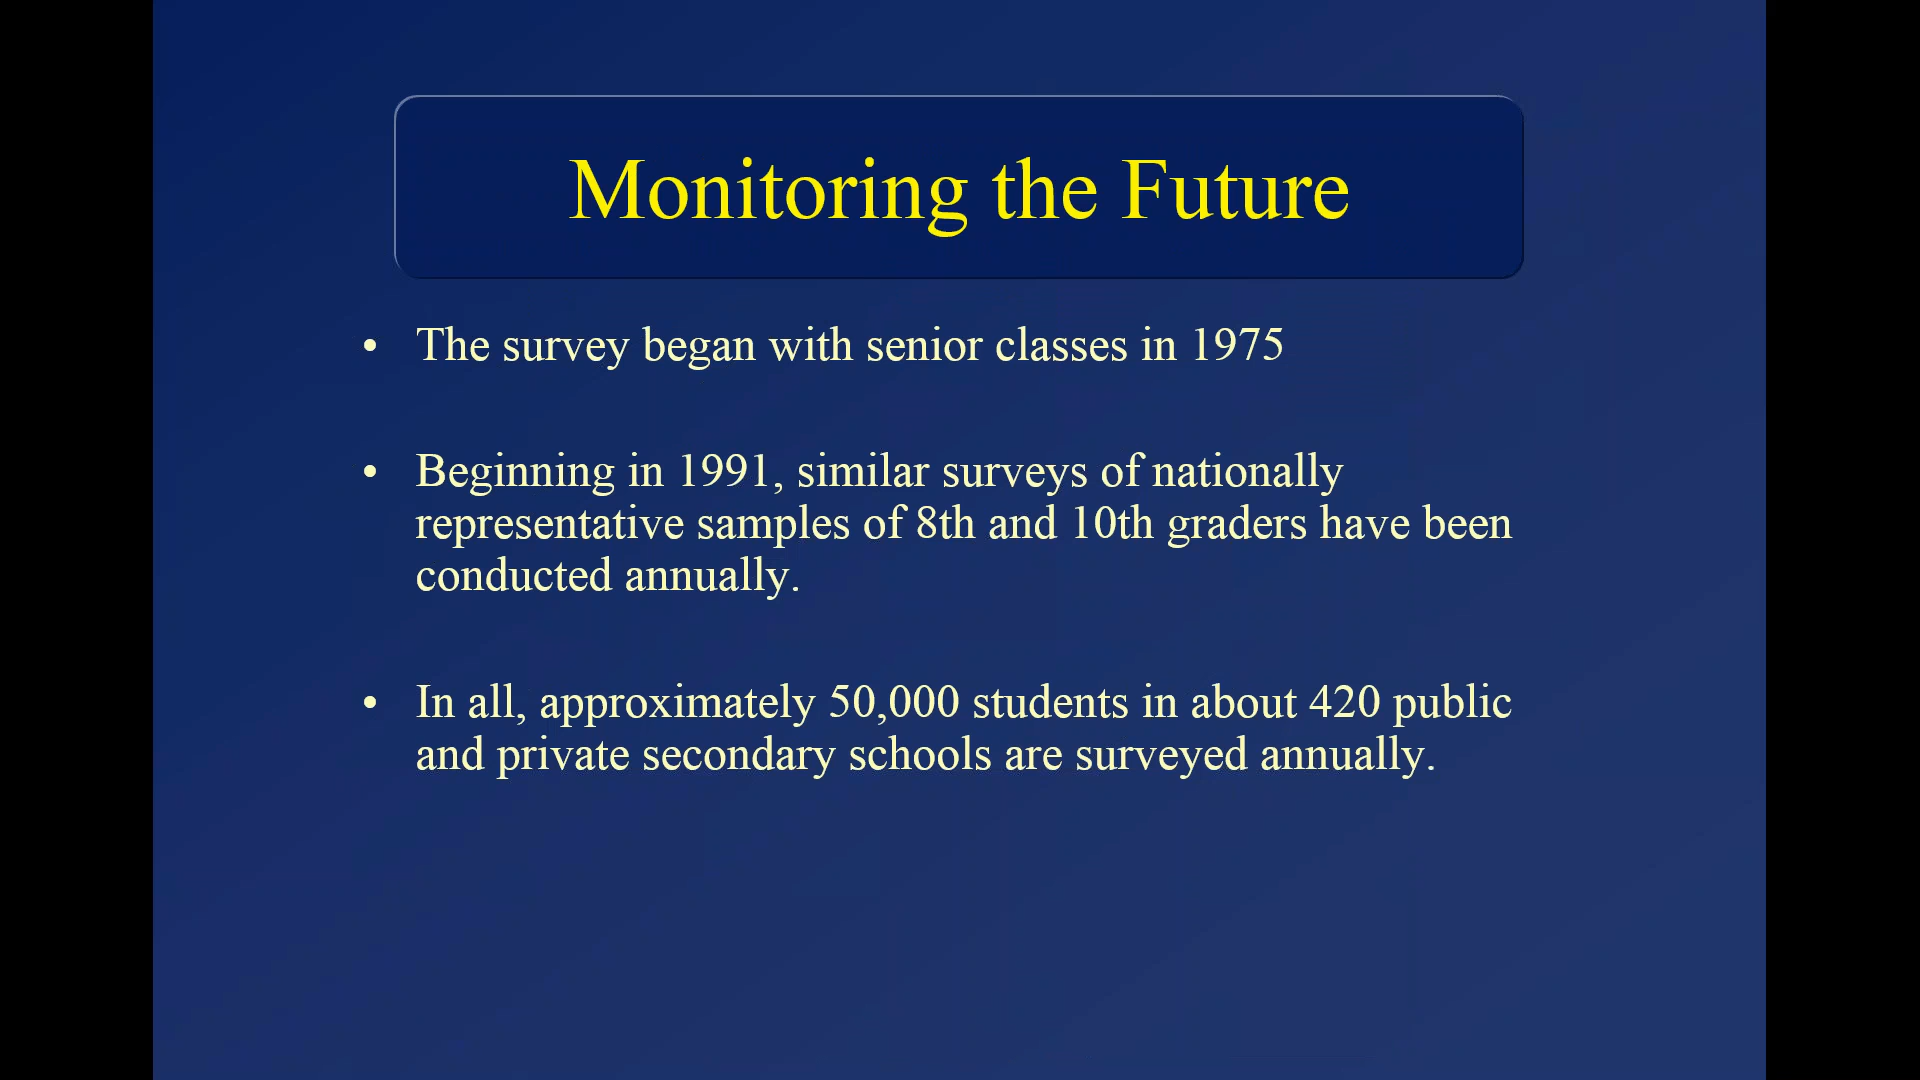 Monitoring the Future
• The survey began with senior classes in 1975
• Beginning in 1991, similar surveys of nationally
representative samples of 8th and 10th graders have been
conducted annually.
• In all, approximately 50,000 students in about 420 public
and private secondary schools are surveyed annually.